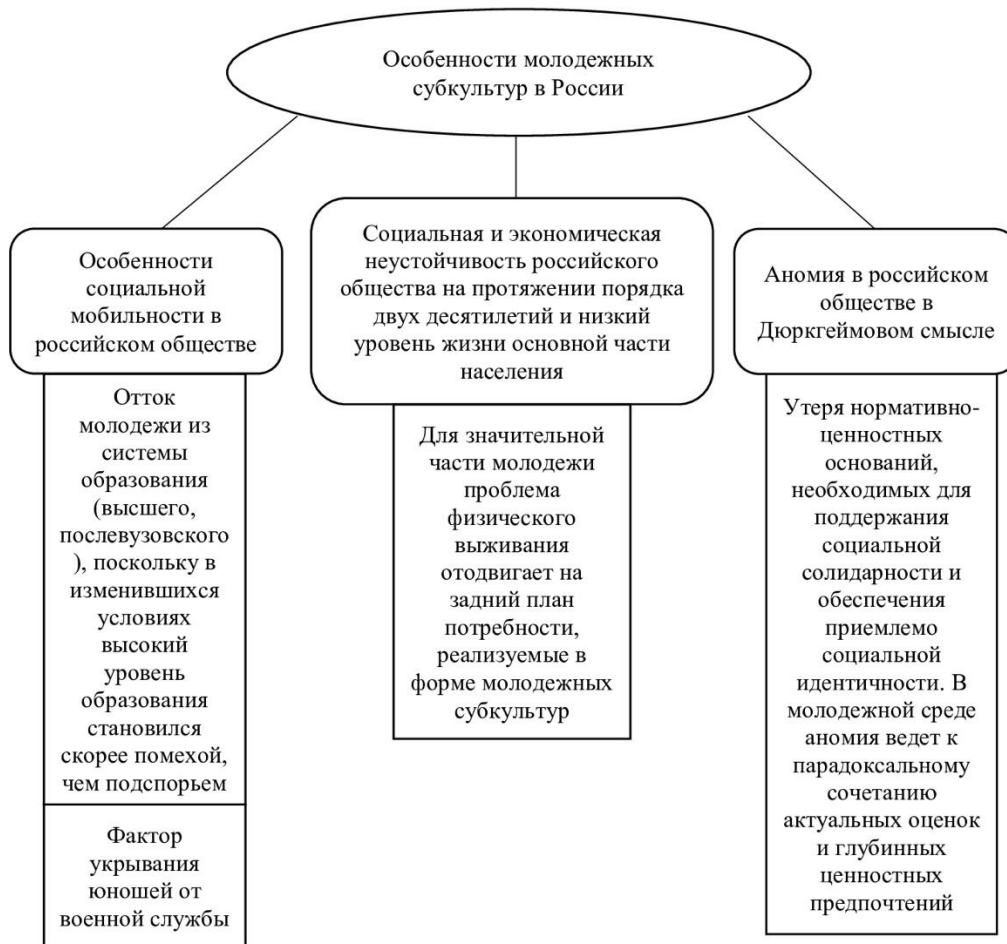 Особенности молодежных
субкультур в России
Особенности
социальной
мобильности в
российском обществе
Отток
молодежи из
системы
образования
(высшего,
послевузовского
), поскольку в
изменившихся
условиях
высокий
уровень
образования
становился
скорее помехой,
чем подспорьем
Фактор
укрывания
юношей от
военной службы
Социальная и экономическая
неустойчивость российского
общества на протяжении порядка
двух десятилетий и низкий
уровень жизни основной части
населения
Для значительной
части молодежи
проблема
физического
выживания
отодвигает на
задний план
потребности,
реализуемые в
форме молодежных
субкультур
Аномия в российском
обществе в
Дюркгеймовом смысле
Утеря нормативно-
ценностных
оснований,
необходимых для
поддержания
социальной
солидарности и
обеспечения
приемлемо
социальной
идентичности. В
молодежной среде
аномия ведет к
парадоксальному
сочетанию
актуальных оценок
и глубинных
ценностных
предпочтений